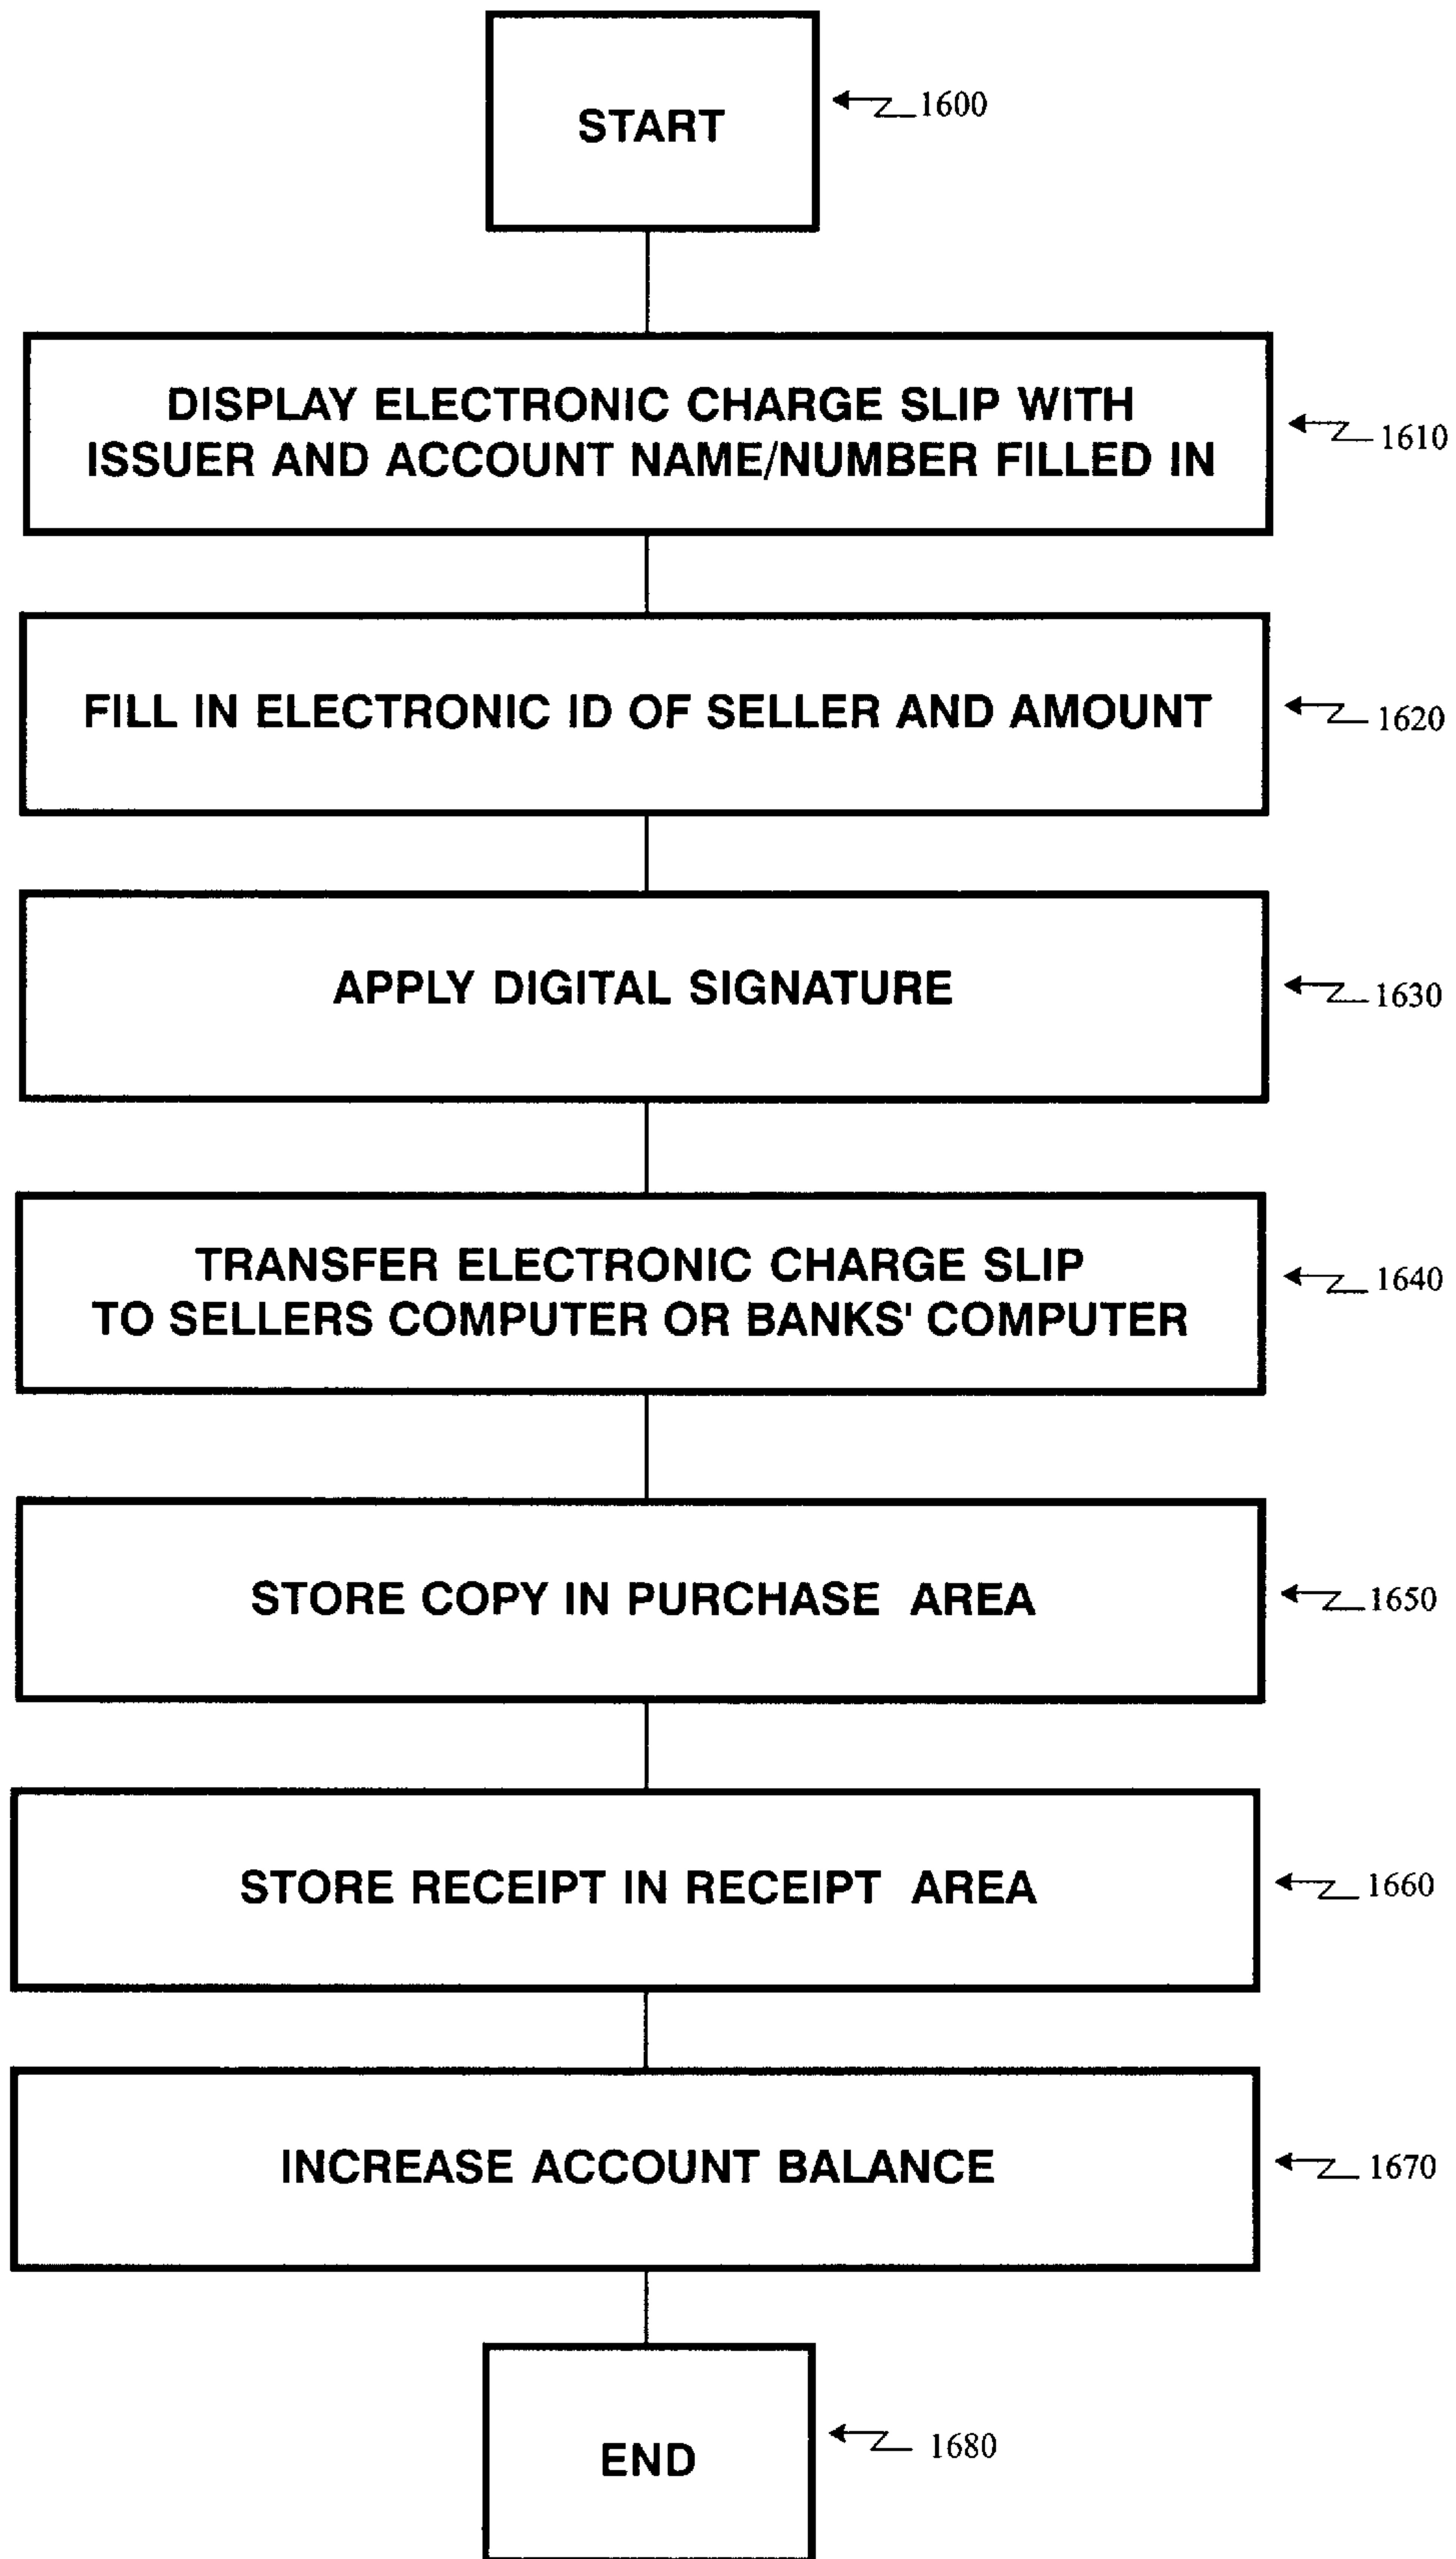 START
1600
DISPLAY ELECTRONIC CHARGE SLIP WITH
ISSUER AND ACCOUNT NAME/NUMBER FILLED IN
1610
FILL IN ELECTRONIC ID OF SELLER AND AMOUNT
1620
APPLY DIGITAL SIGNATURE
1630
TRANSFER ELECTRONIC CHARGE SLIP
TO SELLERS COMPUTER OR BANKS' COMPUTER
1640
STORE COPY IN PURCHASE AREA
1650
STORE RECEIPT IN RECEIPT AREA
1660
INCREASE ACCOUNT BALANCE
1670
END
1680